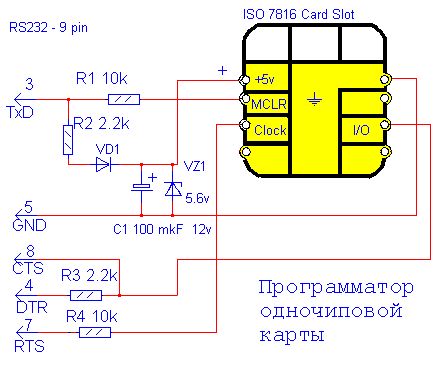 ISO 7816 Card Slot
RS232 - 9 pin
+
+5v
3
R1 10k
TxD
MCLR
R2 2.2k
Clock
I/O
VD1
VZ1
+
5.6v
5
GND
C1 100 mkF 12v
8
CTS
R3 2.2k
4
DTR
Программатор
R4 10k
одночиповой
7
карты
RTS